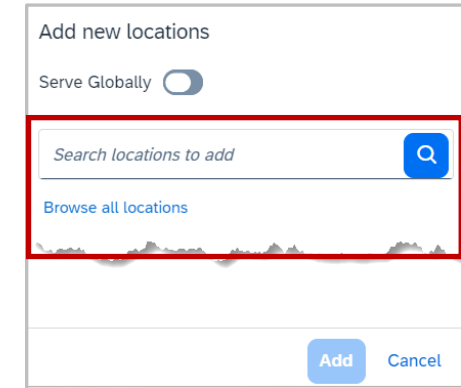 Add new locations
Serve Globally
Search locations to add
Browse all locations
Add Cancel